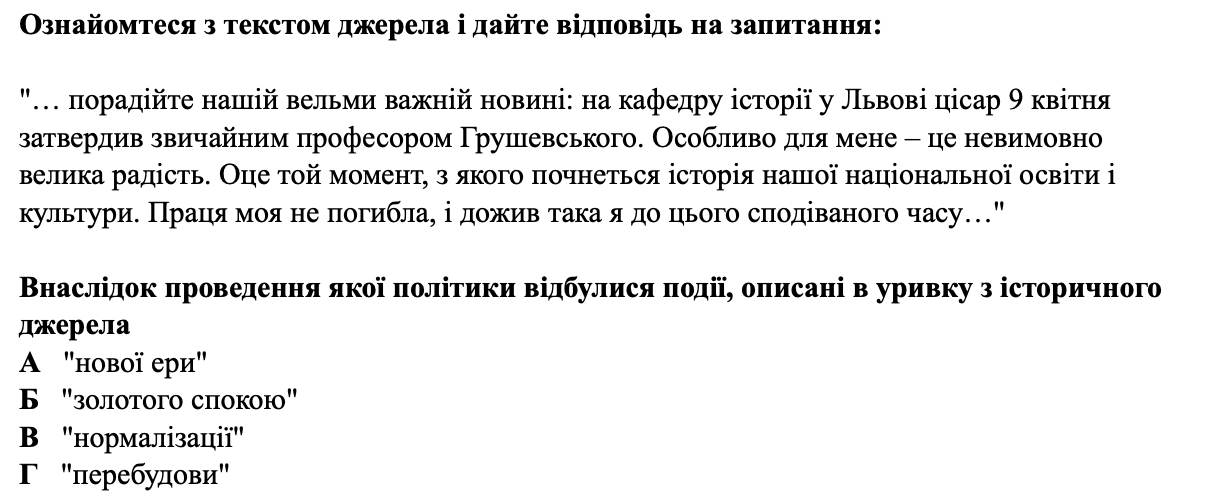 Ознайомтеся з текстом джерела і дайте відповідь на запитання:
"… порадійте нашій вельми важній новині: на кафедру історії у Львові цісар 9 квітня
затвердив звичайним професором Грушевського. Особливо для мене – це невимовно
велика радість. Оце той момент, з якого почнеться історія нашої національної освіти і
культури. Праця моя не погибла, і дожив така я до цього сподіваного часу…"
Внаслідок проведення якої політики відбулися події, описані в уривку з історичного
джерела
А "нової ери"
Б "золотого спокою"
В "нормалізації"
Г "перебудови"